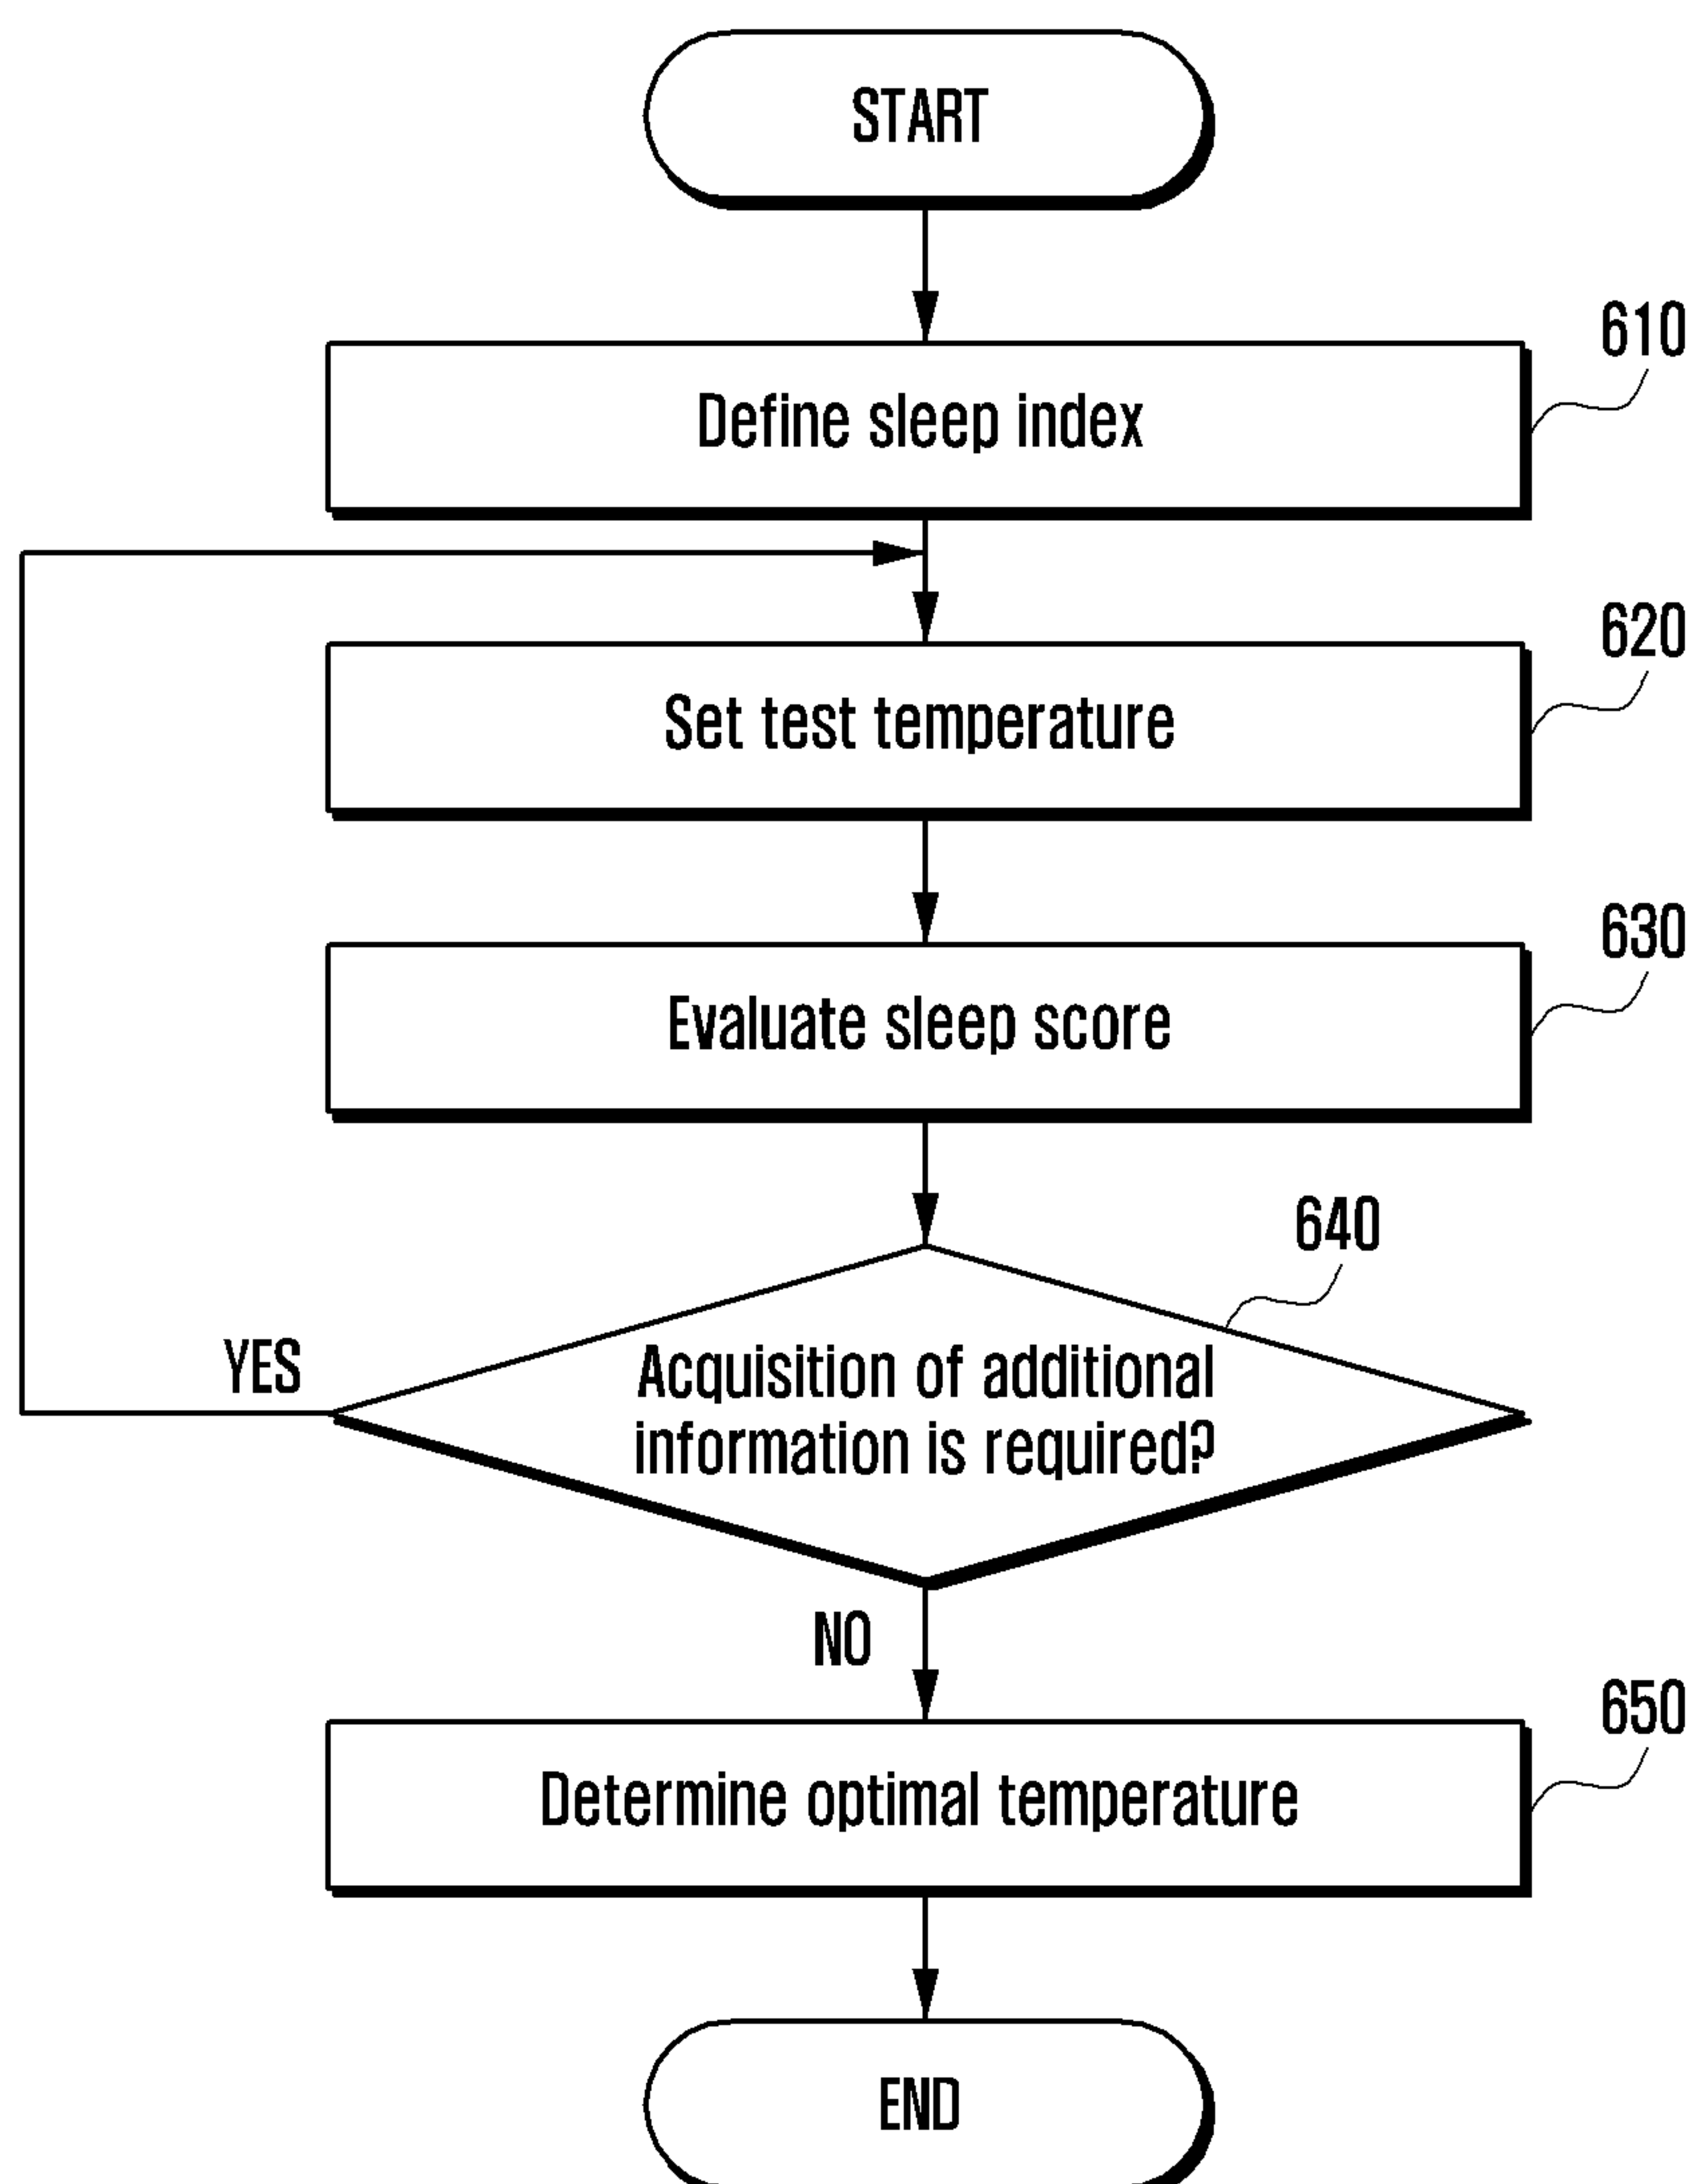 START
610
Define sleep index
620
Set test temperature
630
Evaluate sleep score
640
YES
Acquisition of additional
information is required?
NO
650
Determine optimal temperature
END